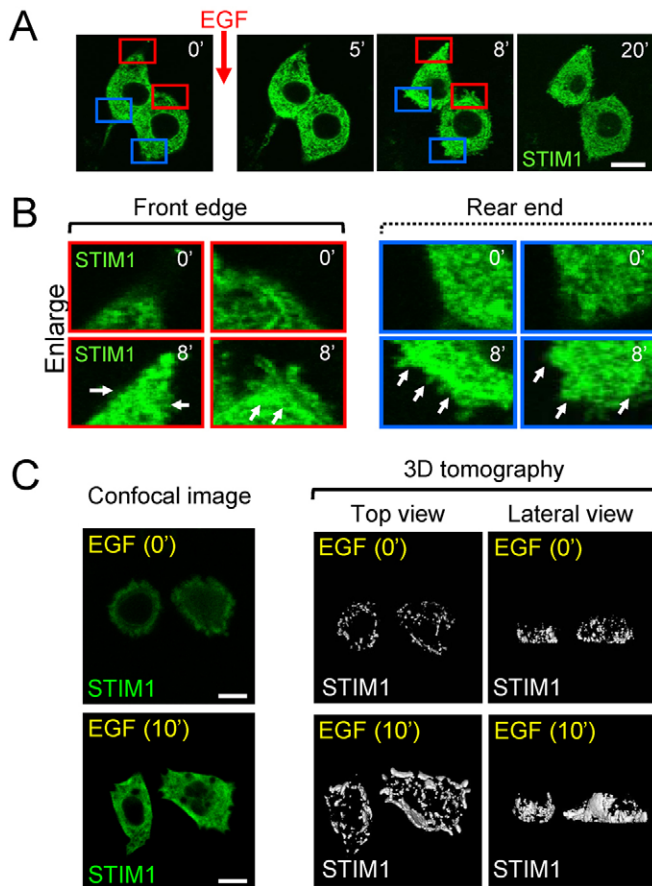 A
EGF
0’
5’
8’
20’
STIM1
B
Front edge
Rear end
Enlarge
STIM1
0’
0’
0’
0’
STIM1
8’
8’
8’
8’
C
3D tomography
Confocal image
Top view
Lateral view
EGF (0’)
EGF (0’)
EGF (0’)
STIM1
STIM1
STIM1
EGF (10’)
EGF (10’)
EGF (10’)
STIM1
STIM1
STIM1